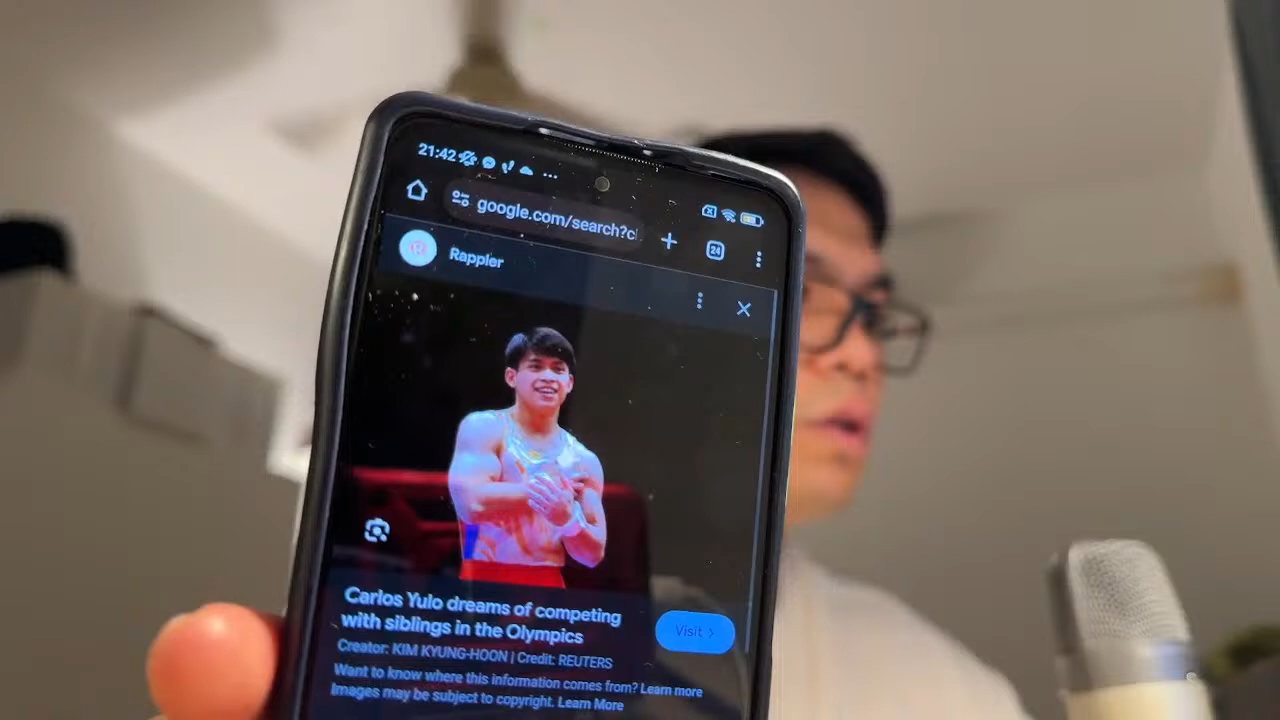 21:42
google.com/search?c
24
Rappler
Carlos Yulo dreams of competing
with siblings in the Olympics
Visit
Creator: KIM KYUNG-HOON | Credit: REUTERS
Want to know where this information comes from? Learn more
Images may be subject to copyright. Learn More